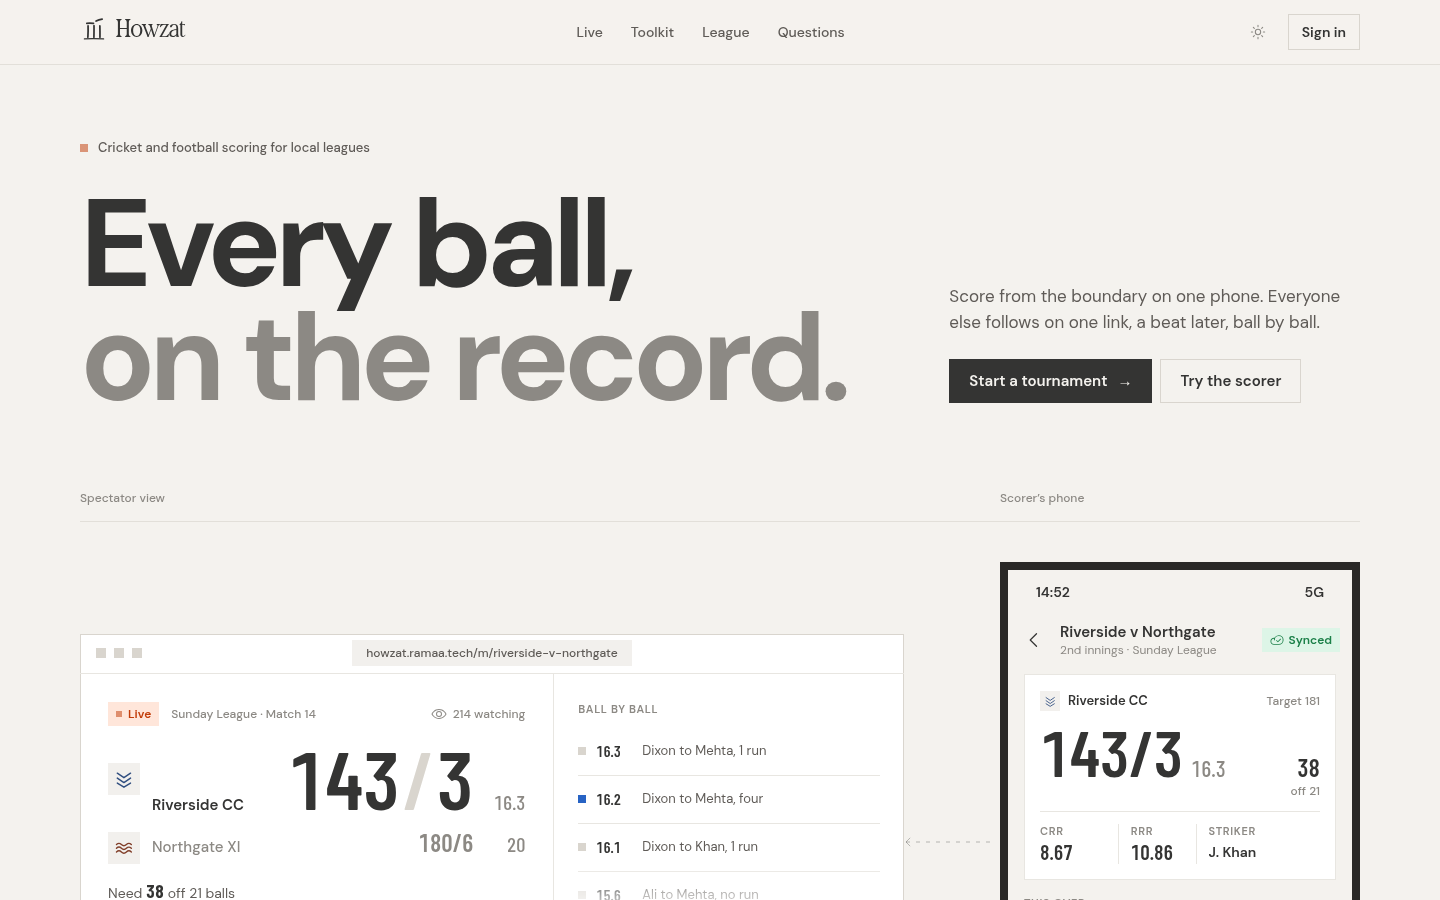 Howzat
Live
Toolkit
League
Questions
Sign in
Cricket and football scoring for local leagues
Every ball,
on the record.
Score from the boundary on one phone. Everyone
else follows on one link, a beat later, ball by ball.
Start a tournament →
Try the scorer
Spectator view
Scorer's phone
howzat.ramaa.tech/m/riverside-v-northgate
Live
Sunday League · Match 14
214 watching
Riverside CC
143/3
16.3
Northgate XI
180/6
20
Need 38 off 21 balls
BALL BY BALL
16.3 Dixon to Mehta, 1 run
16.2 Dixon to Mehta, four
16.1 Dixon to Khan, 1 run
15.6 Ali to Mehta, no run
14:52
5G
Riverside v Northgate
2nd innings · Sunday League
Synced
Riverside CC
Target 181
143/3
16.3
38
off 21
CRR
8.67
RRR
10.86
STRIKER
J. Khan